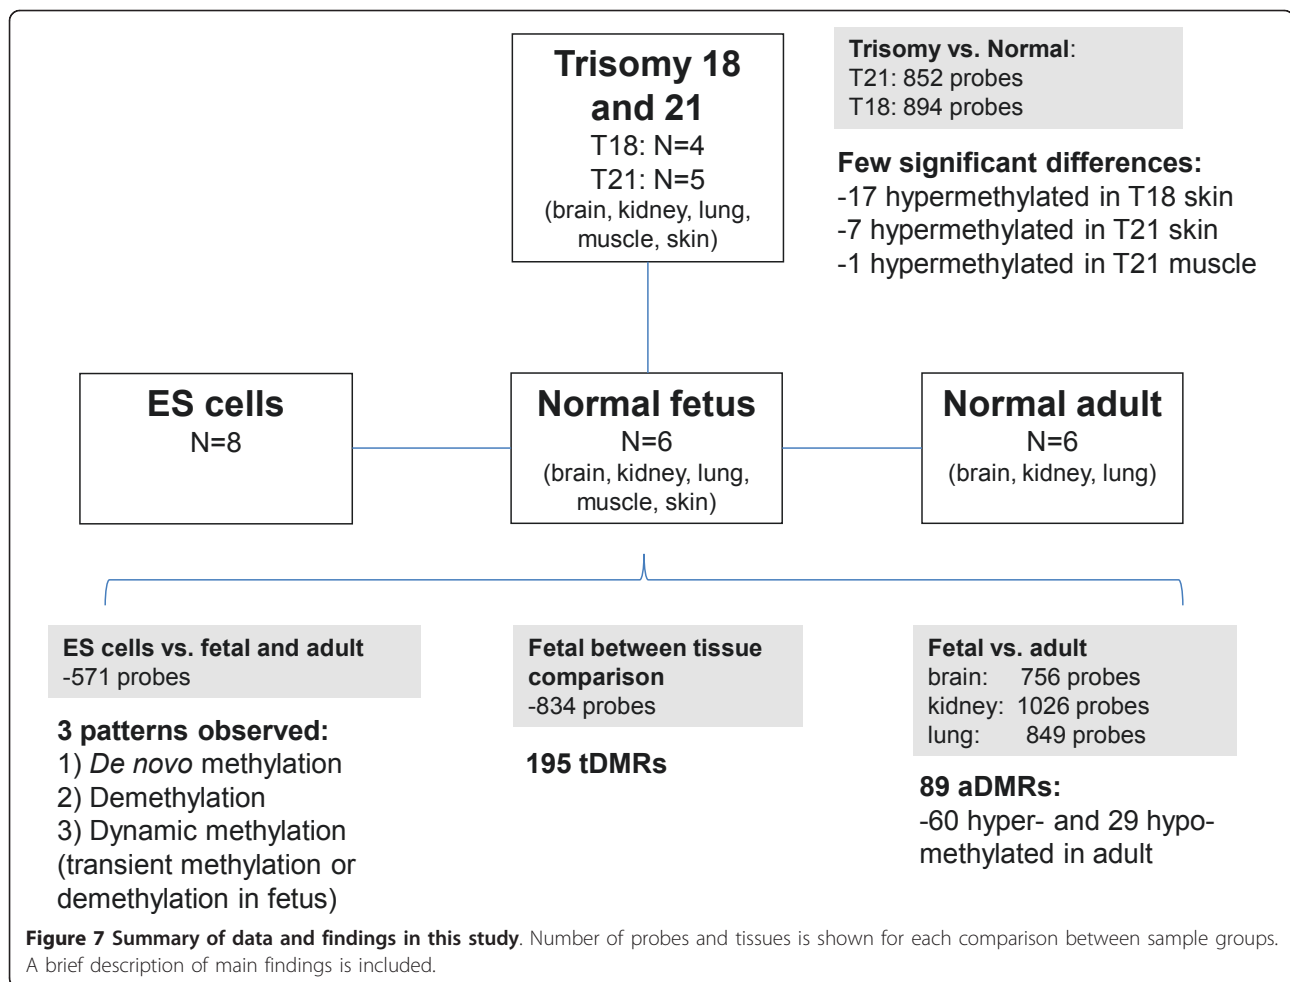 Trisomy 18
and 21
T18: N=4
T21: N=5
(brain, kidney, lung,
muscle, skin)
Trisomy vs. Normal:
T21: 852 probes
T18: 894 probes
Few significant differences:
-17 hypermethylated in T18 skin
-7 hypermethylated in T21 skin
-1 hypermethylated in T21 muscle
ES cells
N=8
Normal fetus
N=6
(brain, kidney, lung,
muscle, skin)
Normal adult
N=6
(brain, kidney, lung)
ES cells vs. fetal and adult
-571 probes
3 patterns observed:
1) De novo methylation
2) Demethylation
3) Dynamic methylation
(transient methylation or
demethylation in fetus)
Fetal between tissue
comparison
-834 probes
195 tDMRs
Fetal vs. adult
brain: 756 probes
kidney: 1026 probes
lung: 849 probes
89 aDMRs:
-60 hyper- and 29 hypo-
methylated in adult
Figure 7 Summary of data and findings in this study. Number of probes and tissues is shown for each comparison between sample groups.
A brief description of main findings is included.